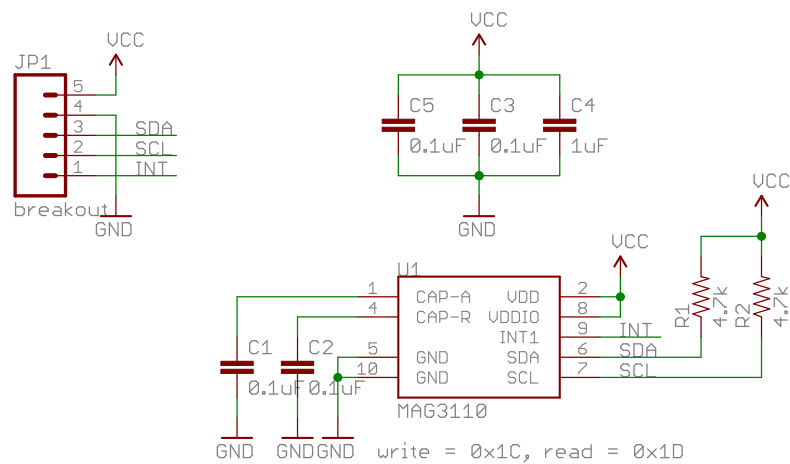 VCC
JP1
5
4
3 SDA
2 SCL
1 INT
breakout
GND
VCC
C5 C3 C4
0.1uF 0.1uF 1uF
GND
VCC
VCC
U1
1 CAP-A VDD 2
4 CAP-R VDDIO 8
INT1 9 INT
5 GND SDA 6 SDA
10 GND SCL 7 SCL
MAG3110
R1 4.7k
R2 4.7k
C1 C2
0.1uF 0.1uF
GND GND GND
write = 0x1C, read = 0x1D